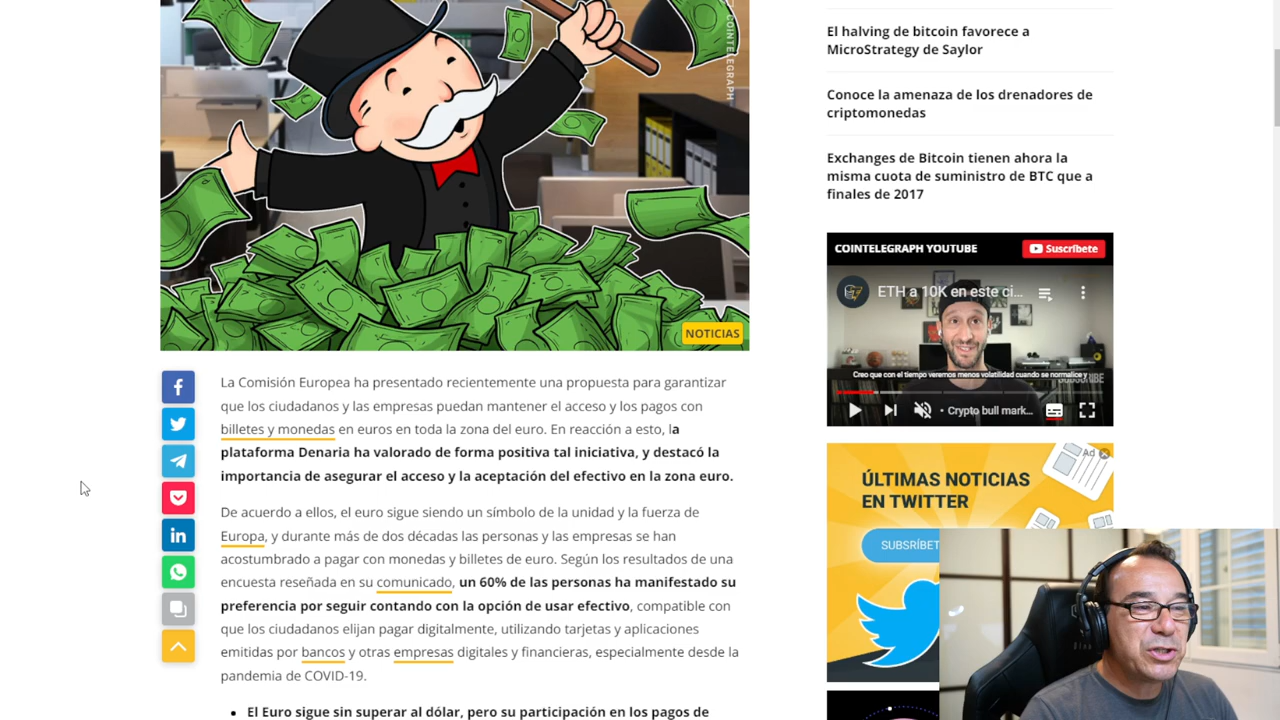 COINTELEGRAPH
NOTICIAS
La Comisión Europea ha presentado recientemente una propuesta para garantizar
que los ciudadanos y las empresas puedan mantener el acceso y los pagos con
billetes y monedas en euros en toda la zona del euro. En reacción a esto, la
plataforma Denaria ha valorado de forma positiva tal iniciativa, y destacó la
importancia de asegurar el acceso y la aceptación del efectivo en la zona euro.
De acuerdo a ellos, el euro sigue siendo un símbolo de la unidad y la fuerza de
Europa, y durante más de dos décadas las personas y las empresas se han
acostumbrado a pagar con monedas y billetes de euro. Según los resultados de una
encuesta reseñada en su comunicado, un 60% de las personas ha manifestado su
preferencia por seguir contando con la opción de usar efectivo, compatible con
que los ciudadanos elijan pagar digitalmente, utilizando tarjetas y aplicaciones
emitidas por bancos y otras empresas digitales y financieras, especialmente desde la
pandemia de COVID-19.
• El Euro sigue sin superar al dólar, pero su participación en los pagos de
El halving de bitcoin favorece a
MicroStrategy de Saylor
Conoce la amenaza de los drenadores de
criptomonedas
Exchanges de Bitcoin tienen ahora la
misma cuota de suministro de BTC que a
finales de 2017
COINTELEGRAPH YOUTUBE
Suscríbete
ETH a 10K en este ci...
Creo que con el tiempo veremos menos volatilidad cuando se normalice y
SUBSCRIBE
• Crypto bull mark...
Ad
ÚLTIMAS NOTICIAS
EN TWITTER
SUBSRÍBET